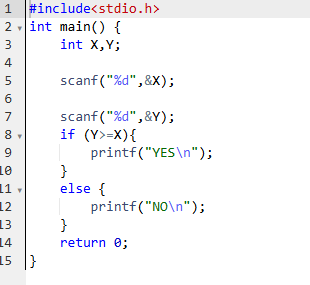 1 #include<stdio.h>
2 int main() {
3     int X,Y;
4
5     scanf("%d",&X);
6
7     scanf("%d",&Y);
8     if (Y>=X){
9         printf("YES\n");
10     }
11     else {
12         printf("NO\n");
13     }
14     return 0;
15 }